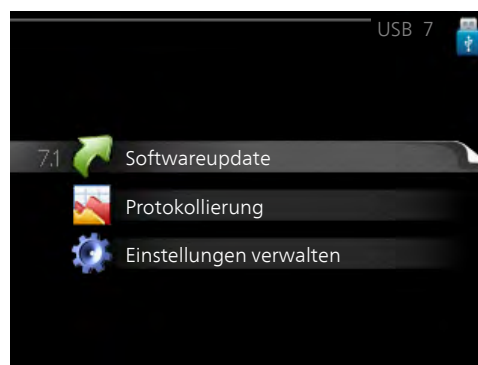 USB 7
7.1 Softwareupdate
Protokollierung
Einstellungen verwalten